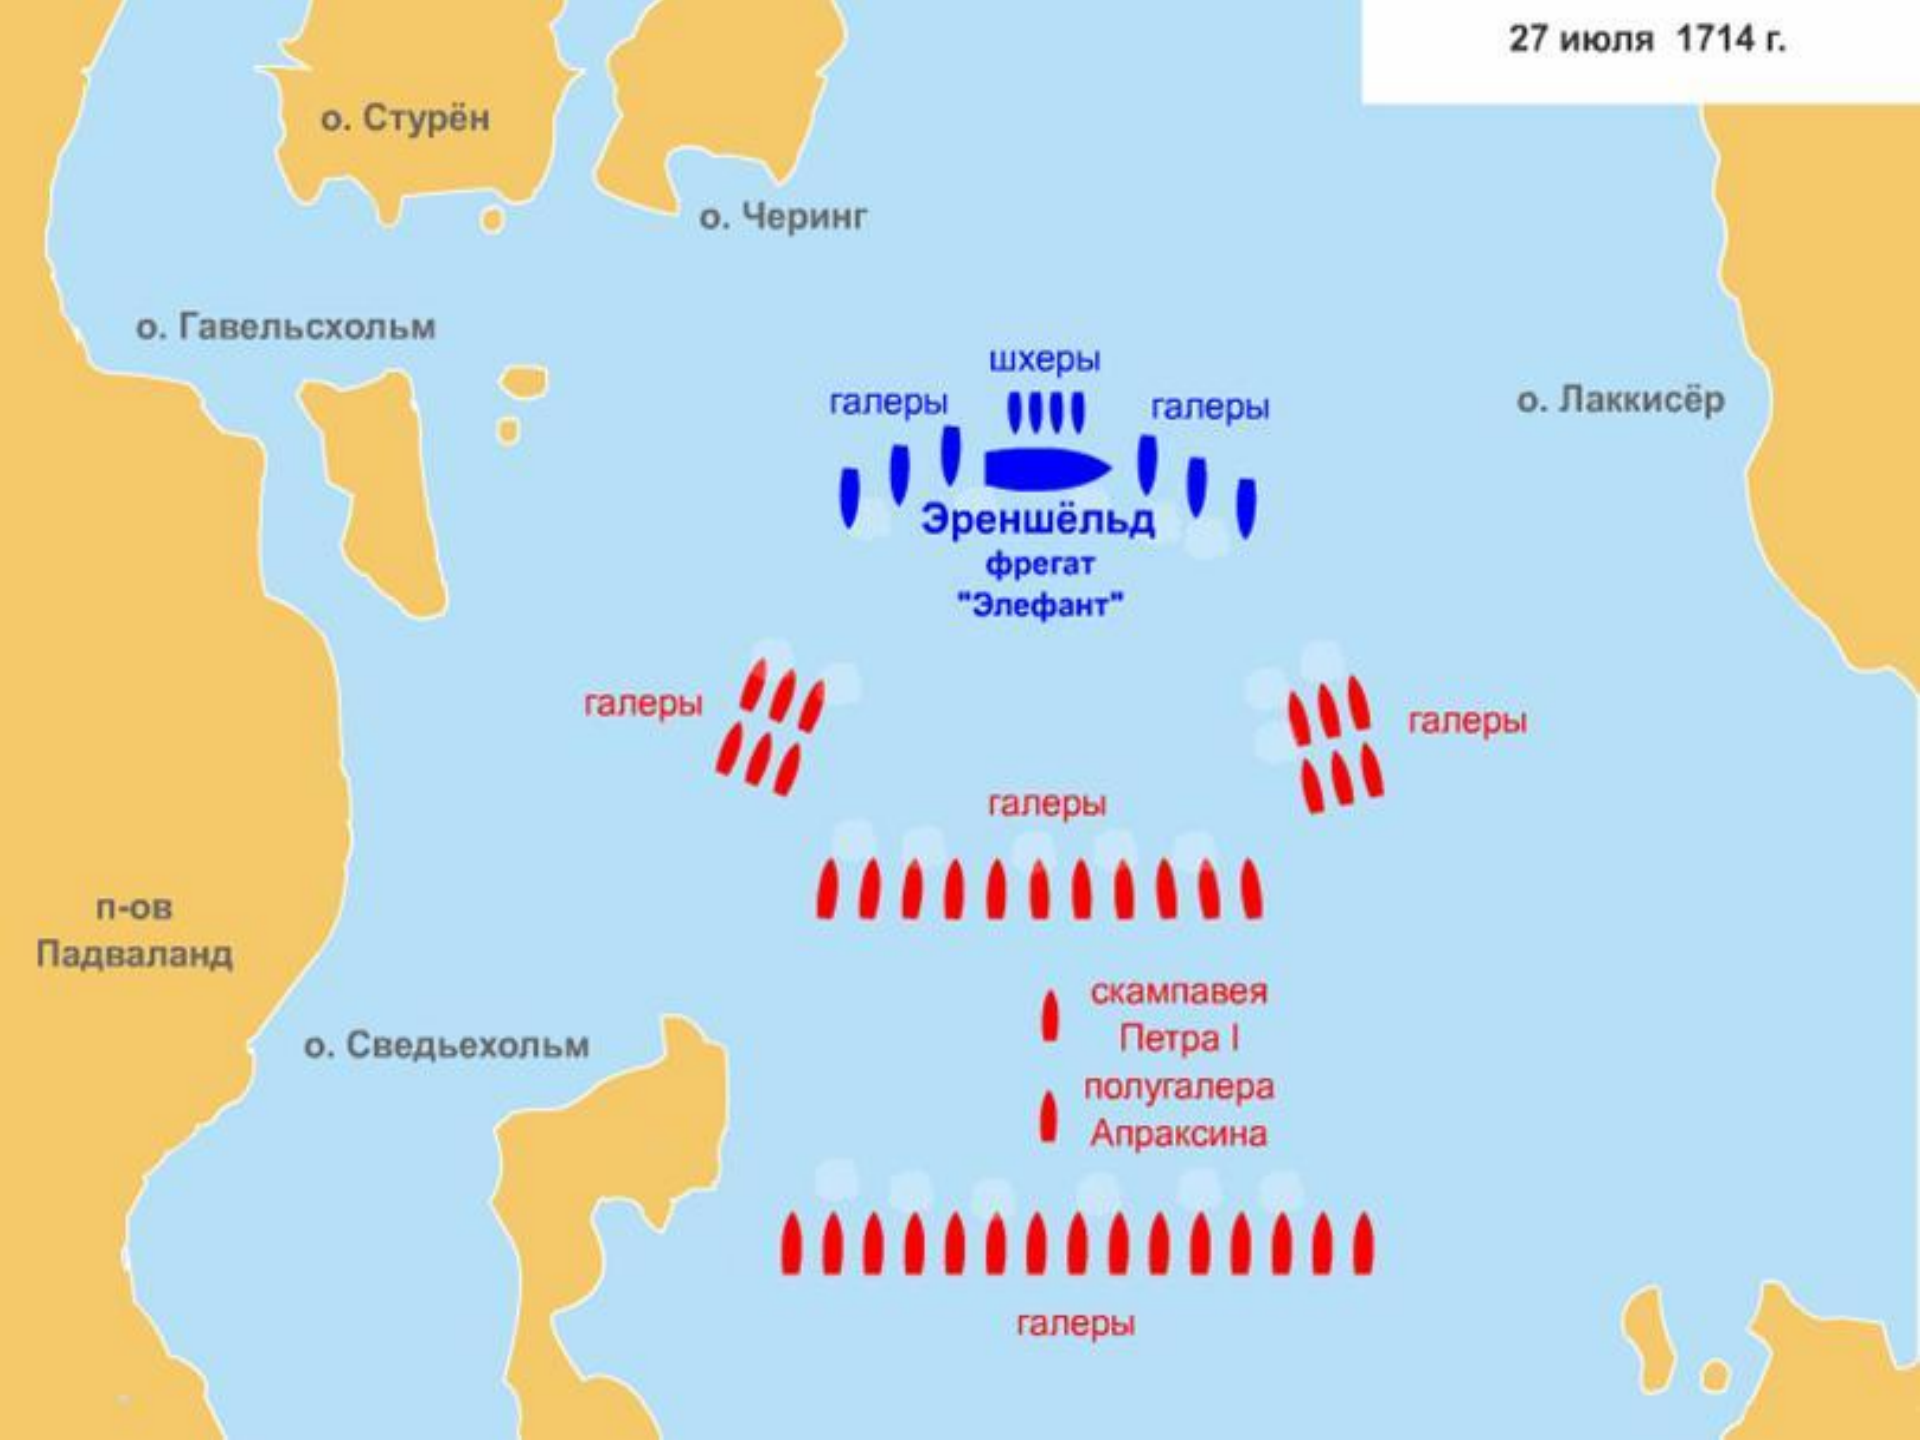 27 июля 1714 г.
о. Стурён
о. Черинг
о. Гавельсхольм
шхеры
галеры
галеры
о. Лаккисёр
Эреншёльд
фрегат
"Элефант"
галеры
галеры
галеры
п-ов
Падваланд
скампавея
Петра I
полугалера
Апраксина
о. Сведьехольм
галеры